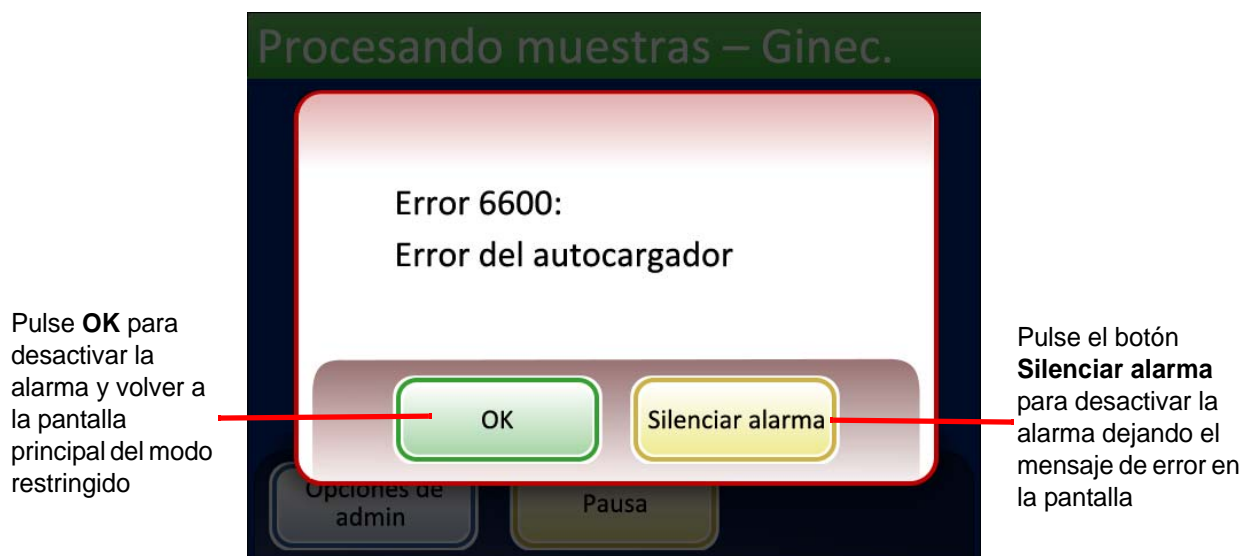 Procesando muestras – Ginec.
Error 6600:
Error del autocargador
OK
Silenciar alarma
Opciones de
admin
Pausa
Pulse OK para
desactivar la
alarma y volver a
la pantalla
principal del modo
restringido
Pulse el botón
Silenciar alarma
para desactivar la
alarma dejando el
mensaje de error en
la pantalla